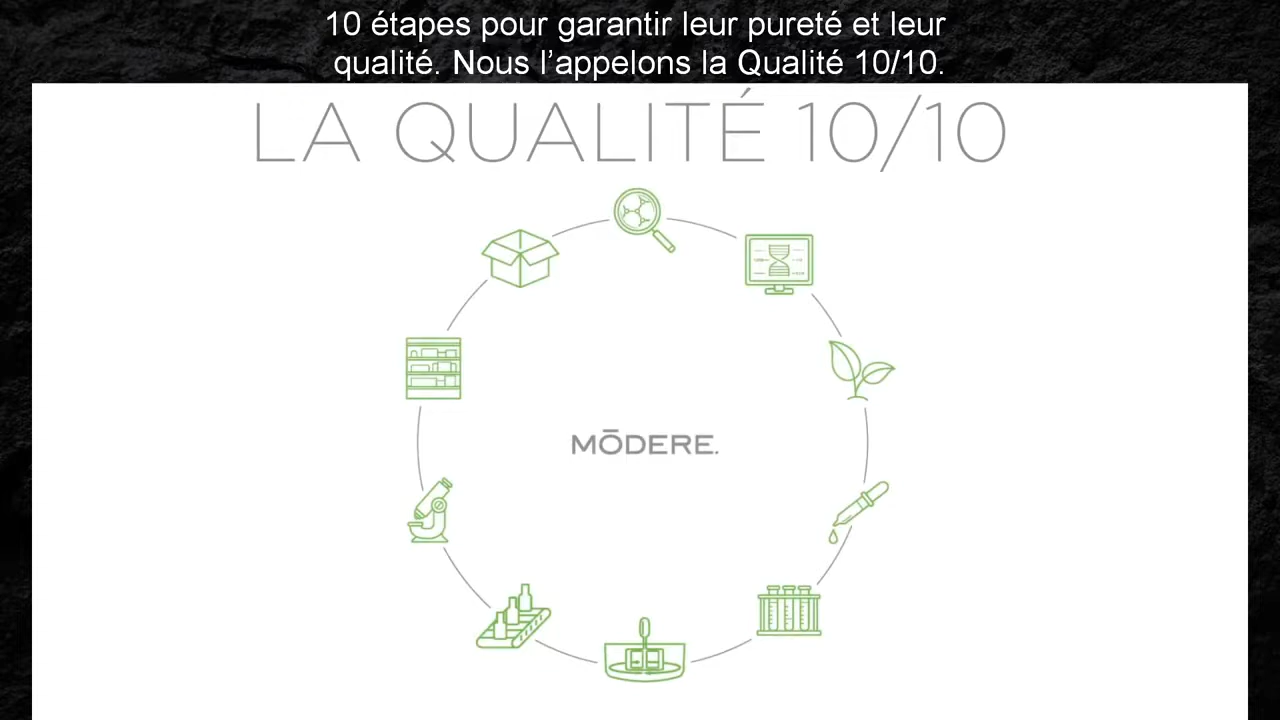 10 étapes pour garantir leur pureté et leur
qualité. Nous l’appelons la Qualité 10/10.
LA QUALITÉ 10/10
MŌDERE.